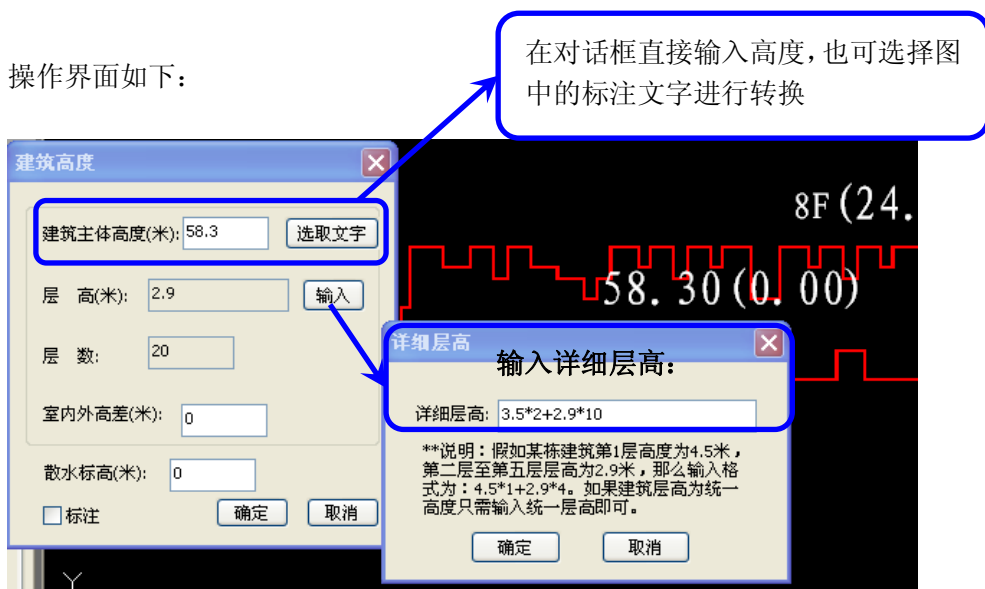 在对话框直接输入高度，也可选择图
中的标注文字进行转换
操作界面如下：
建筑高度
建筑主体高度(米): 58.3 选取文字
层 高(米): 2.9 输入
层 数: 20
室内外高差(米): 0
散水标高(米): 0
标注 确定 取消
8F(24.
58.30(0.00)
详细层高
输入详细层高：
详细层高: 3.5*2+2.9*10
**说明：假如某栋建筑第1层高度为4.5米，
第二层至第五层层高为2.9米，那么输入格
式为：4.5*1+2.9*4。如果建筑层高为统一
高度只需输入统一层高即可。
确定 取消
Y